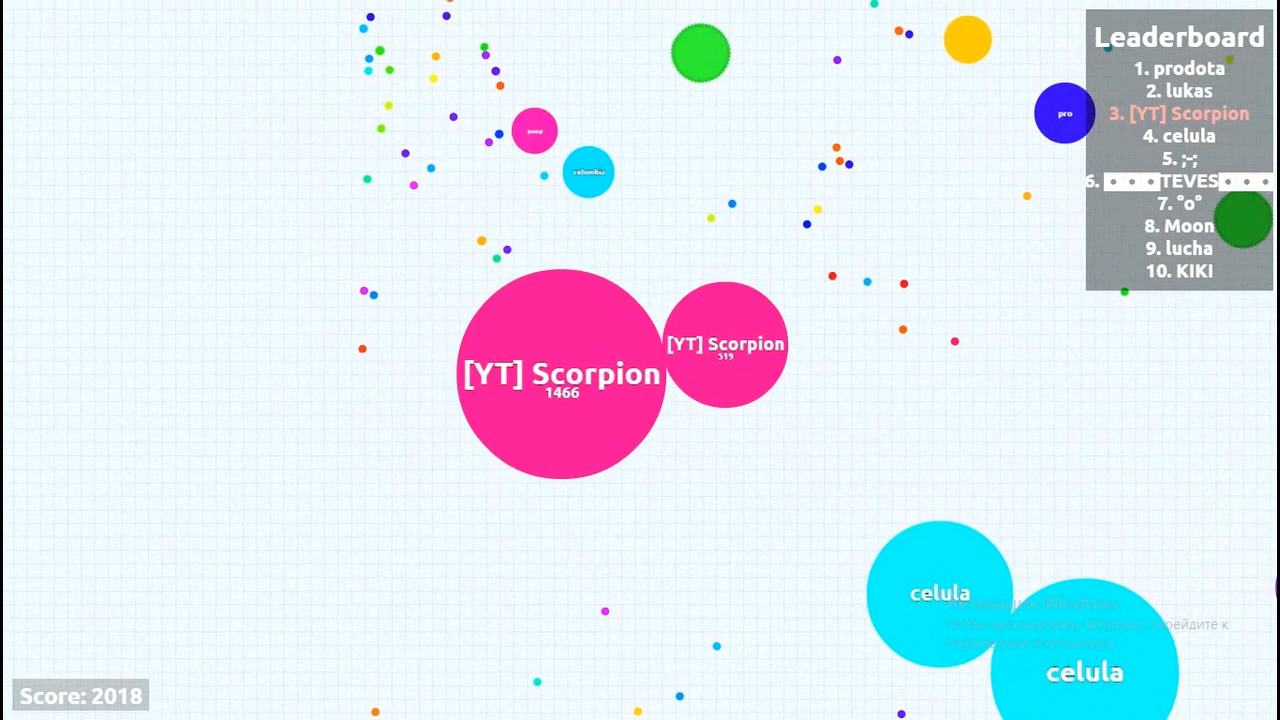 Leaderboard
1. prodota
2. lukas
3. [YT] Scorpion
4. celula
5. ;-;
6. TEVES
7. °o°
8. Moon
9. lucha
10. KIKI
poop
pro
[YT] Scorpion
1466
[YT] Scorpion
519
celula
celula
Score: 2018